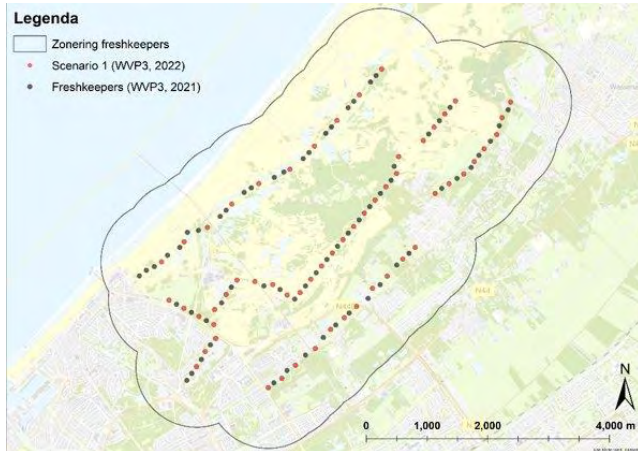 Legenda
Zonering freshkeepers
Scenario 1 (WVP3, 2022)
Freshkeepers (WVP3, 2021)
N44
N
0 1,000 2,000 4,000 m